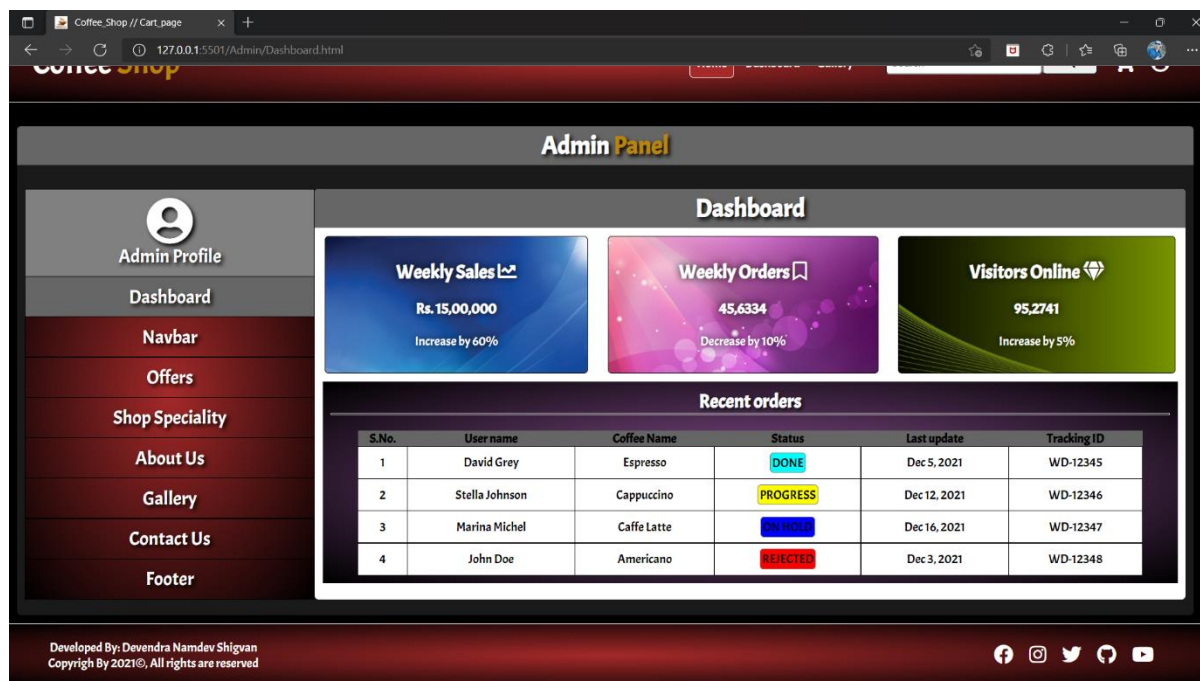 Coffee_Shop // Cart_page
127.0.0.1:5501/Admin/Dashboard.html
Coffee Shop
Home Dashboard Gallery
Admin Panel
Admin Profile
Dashboard
Navbar
Offers
Shop Speciality
About Us
Gallery
Contact Us
Footer
Dashboard
Weekly Sales
Rs. 15,00,000
Increase by 60%
Weekly Orders
45,6334
Decrease by 10%
Visitors Online
95,2741
Increase by 5%
Recent orders
S.No. User name Coffee Name Status Last update Tracking ID
1 David Grey Espresso DONE Dec 5, 2021 WD-12345
2 Stella Johnson Cappuccino PROGRESS Dec 12, 2021 WD-12346
3 Marina Michel Caffe Latte ON HOLD Dec 16, 2021 WD-12347
4 John Doe Americano REJECTED Dec 3, 2021 WD-12348
Developed By: Devendra Namdev Shigvan
Copyrigh By 2021©, All rights are reserved